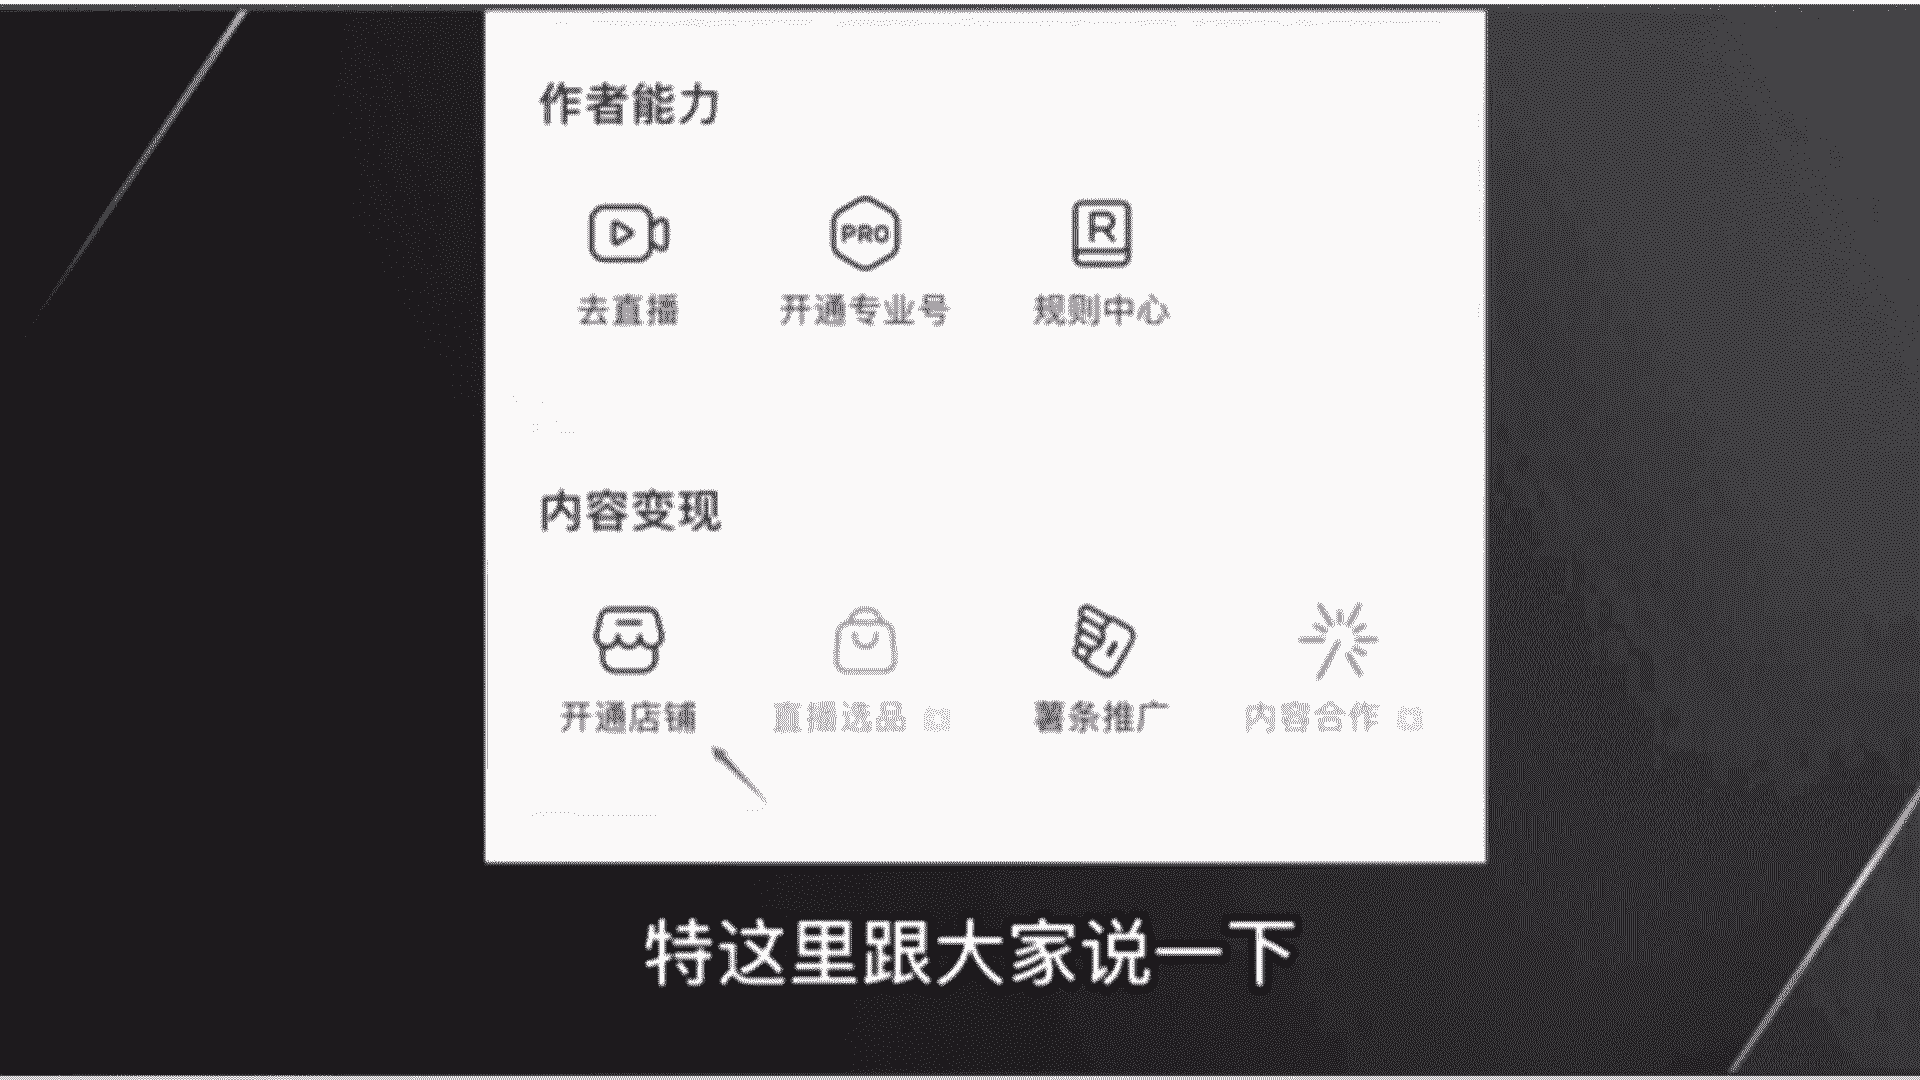 作者能力
PRO R
去直播 开通专业号 规则中心
内容变现
开通店铺 直播选品 薯条推广 内容合作
特这里跟大家说一下